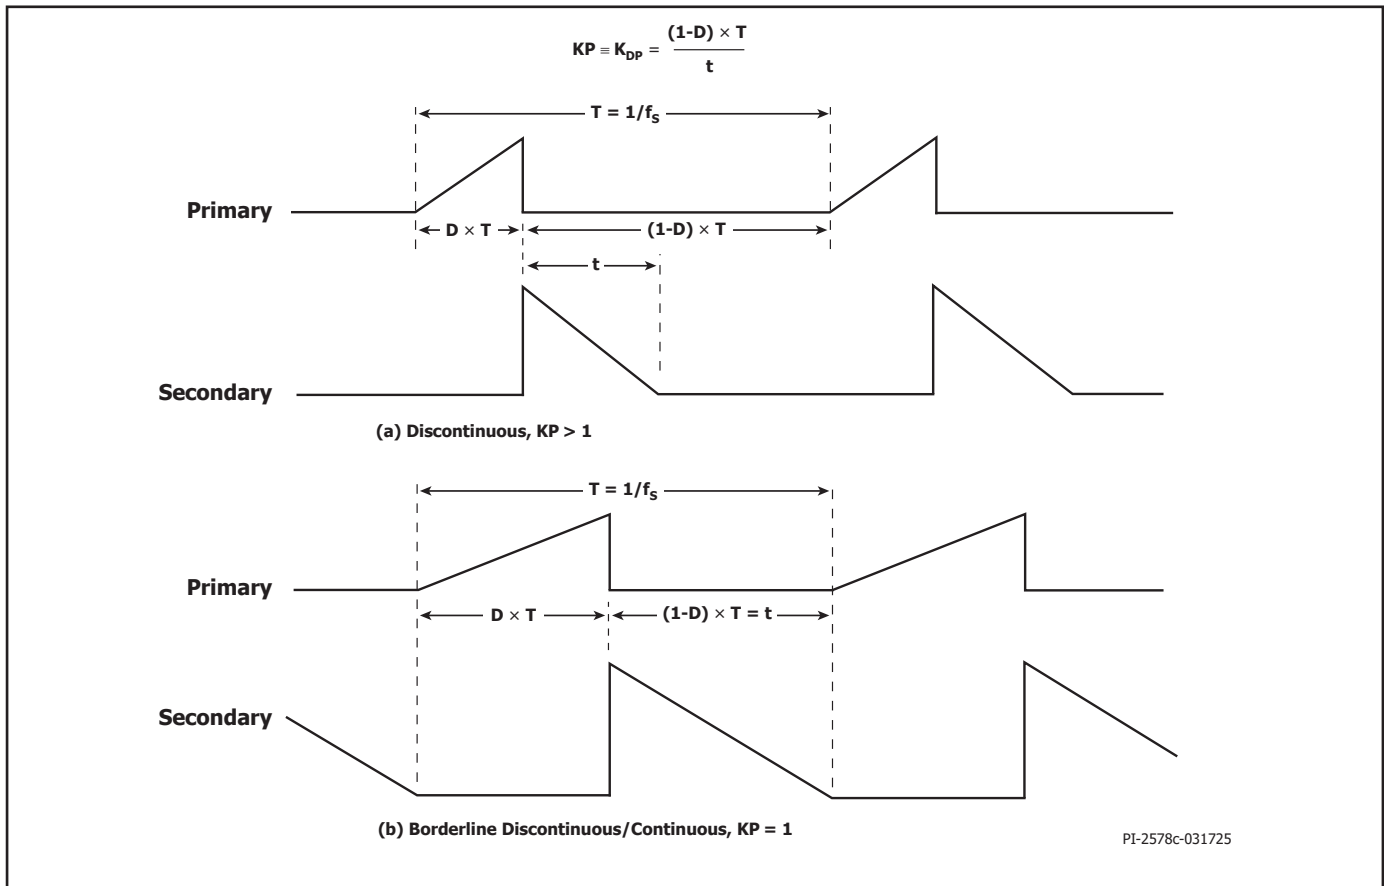 KP ≡ K_DP = (1-D) × T
t
T = 1/f_S
Primary
D × T
(1-D) × T
t
Secondary
(a) Discontinuous, KP > 1
T = 1/f_S
Primary
D × T
(1-D) × T = t
Secondary
(b) Borderline Discontinuous/Continuous, KP = 1
PI-2578c-031725